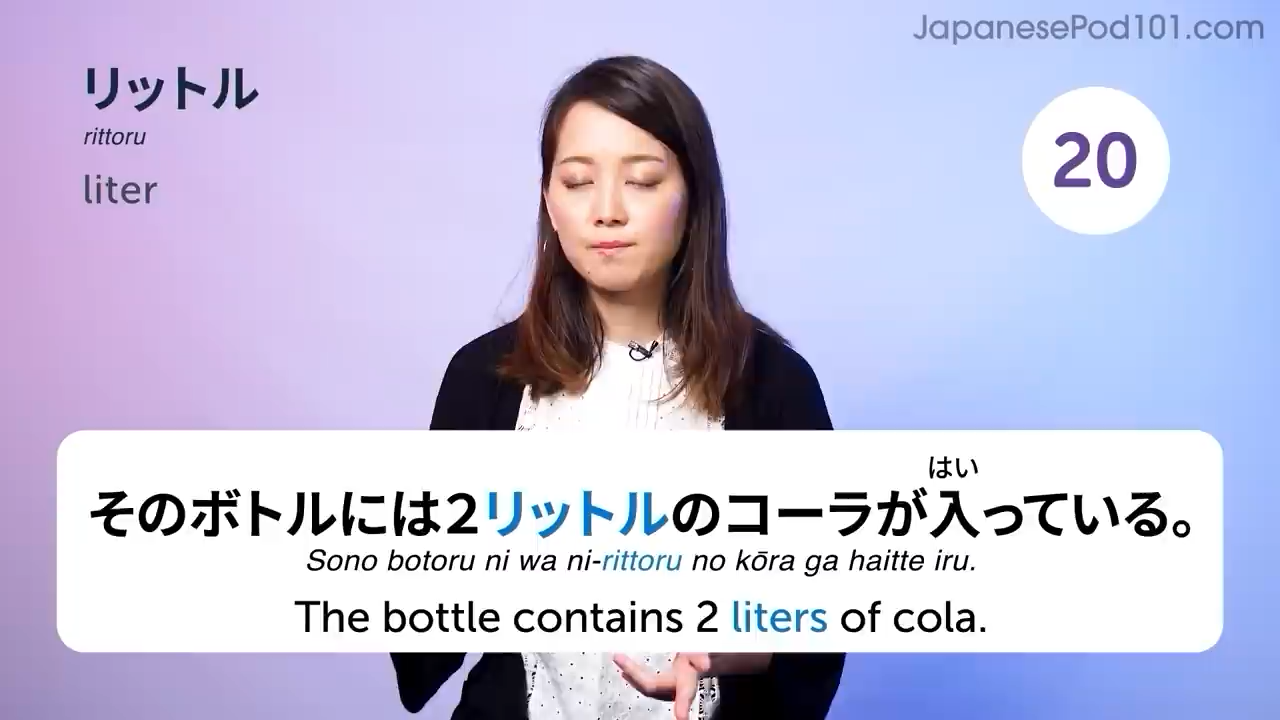 JapanesePod101.com
リットル
rittoru
liter
20
はい
そのボトルには2リットルのコーラが入っている。
Sono botoru ni wa ni-rittoru no kōra ga haitte iru.
The bottle contains 2 liters of cola.